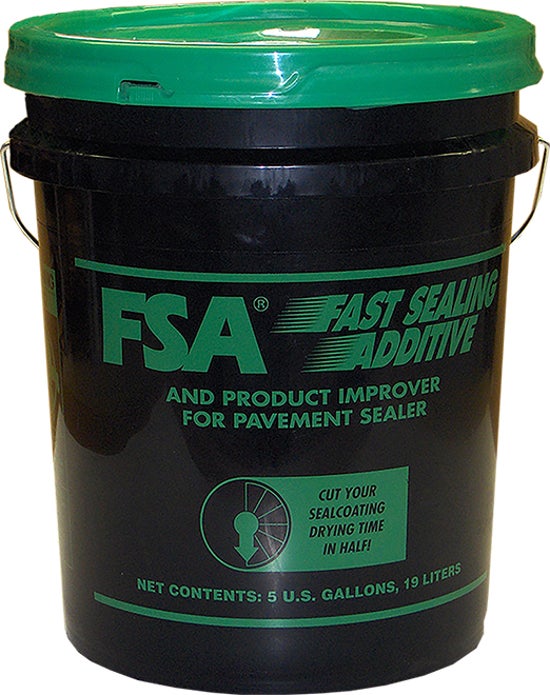 FSA® FAST SEALING
ADDITIVE
AND PRODUCT IMPROVER
FOR PAVEMENT SEALER
CUT YOUR
SEALCOATING
DRYING TIME
IN HALF!
NET CONTENTS: 5 U.S. GALLONS, 19 LITERS